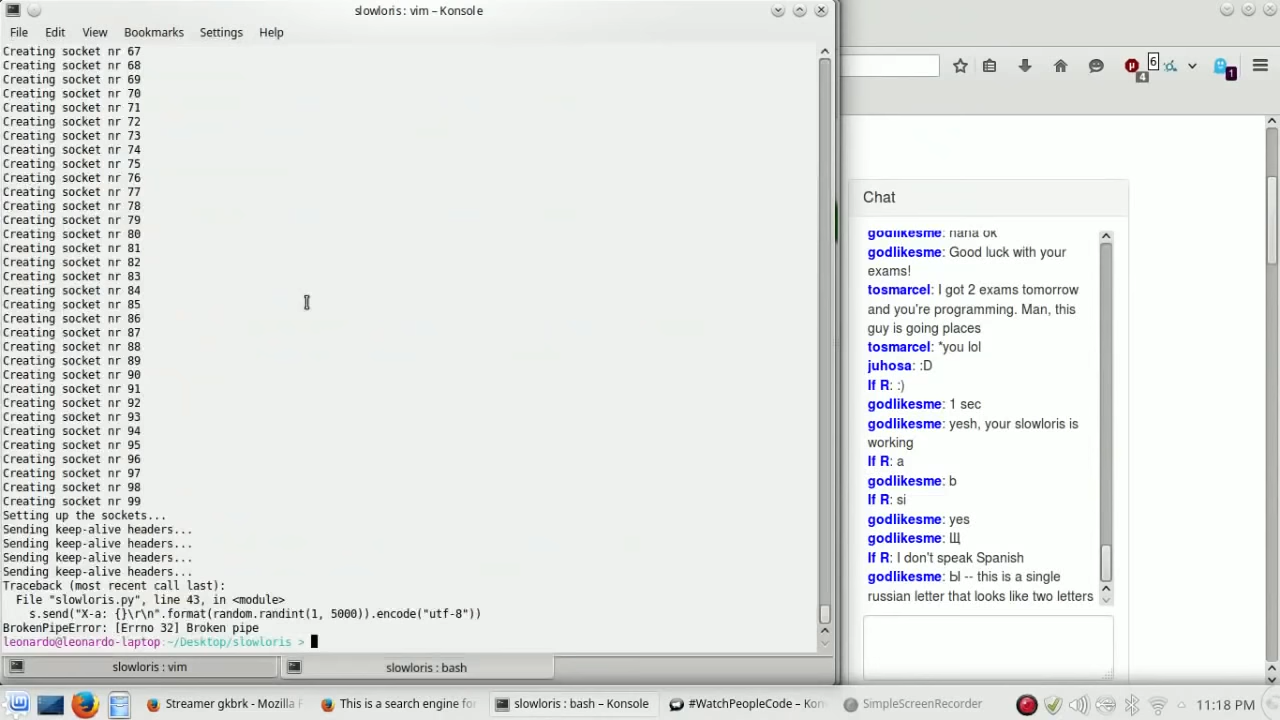 slowloris : vim – Konsole
File Edit View Bookmarks Settings Help
Creating socket nr 67
Creating socket nr 68
Creating socket nr 69
Creating socket nr 70
Creating socket nr 71
Creating socket nr 72
Creating socket nr 73
Creating socket nr 74
Creating socket nr 75
Creating socket nr 76
Creating socket nr 77
Creating socket nr 78
Creating socket nr 79
Creating socket nr 80
Creating socket nr 81
Creating socket nr 82
Creating socket nr 83
Creating socket nr 84
Creating socket nr 85
Creating socket nr 86
Creating socket nr 87
Creating socket nr 88
Creating socket nr 89
Creating socket nr 90
Creating socket nr 91
Creating socket nr 92
Creating socket nr 93
Creating socket nr 94
Creating socket nr 95
Creating socket nr 96
Creating socket nr 97
Creating socket nr 98
Creating socket nr 99
Setting up the sockets...
Sending keep-alive headers...
Sending keep-alive headers...
Sending keep-alive headers...
Sending keep-alive headers...
Traceback (most recent call last):
File "slowloris.py", line 43, in <module>
s.send("X-a: {}\r\n".format(random.randint(1, 5000)).encode("utf-8"))
BrokenPipeError: [Errno 32] Broken pipe
leonardo@leonardo-laptop:~/Desktop/slowloris >
slowloris : vim
slowloris : bash
4
6
1
Chat
godlikesme: haha ok
godlikesme: Good luck with your
exams!
tosmarcel: I got 2 exams tomorrow
and you're programming. Man, this
guy is going places
tosmarcel: *you lol
juhosa: :D
If R: :)
godlikesme: 1 sec
godlikesme: yesh, your slowloris is
working
If R: a
godlikesme: b
If R: si
godlikesme: yes
godlikesme: Щ
If R: I don't speak Spanish
godlikesme: Ы -- this is a single
russian letter that looks like two letters
Streamer gkbrk - Mozilla F
This is a search engine for
slowloris : bash – Konsole
#WatchPeopleCode – Kon
SimpleScreenRecorder
11:18 PM